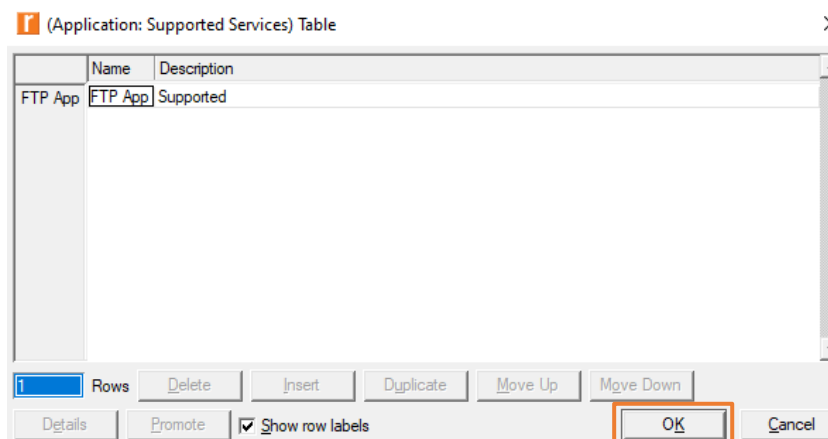 (Application: Supported Services) Table
Name Description
FTP App FTP App Supported
1 Rows Delete Insert Duplicate Move Up Move Down
Details Promote Show row labels OK Cancel